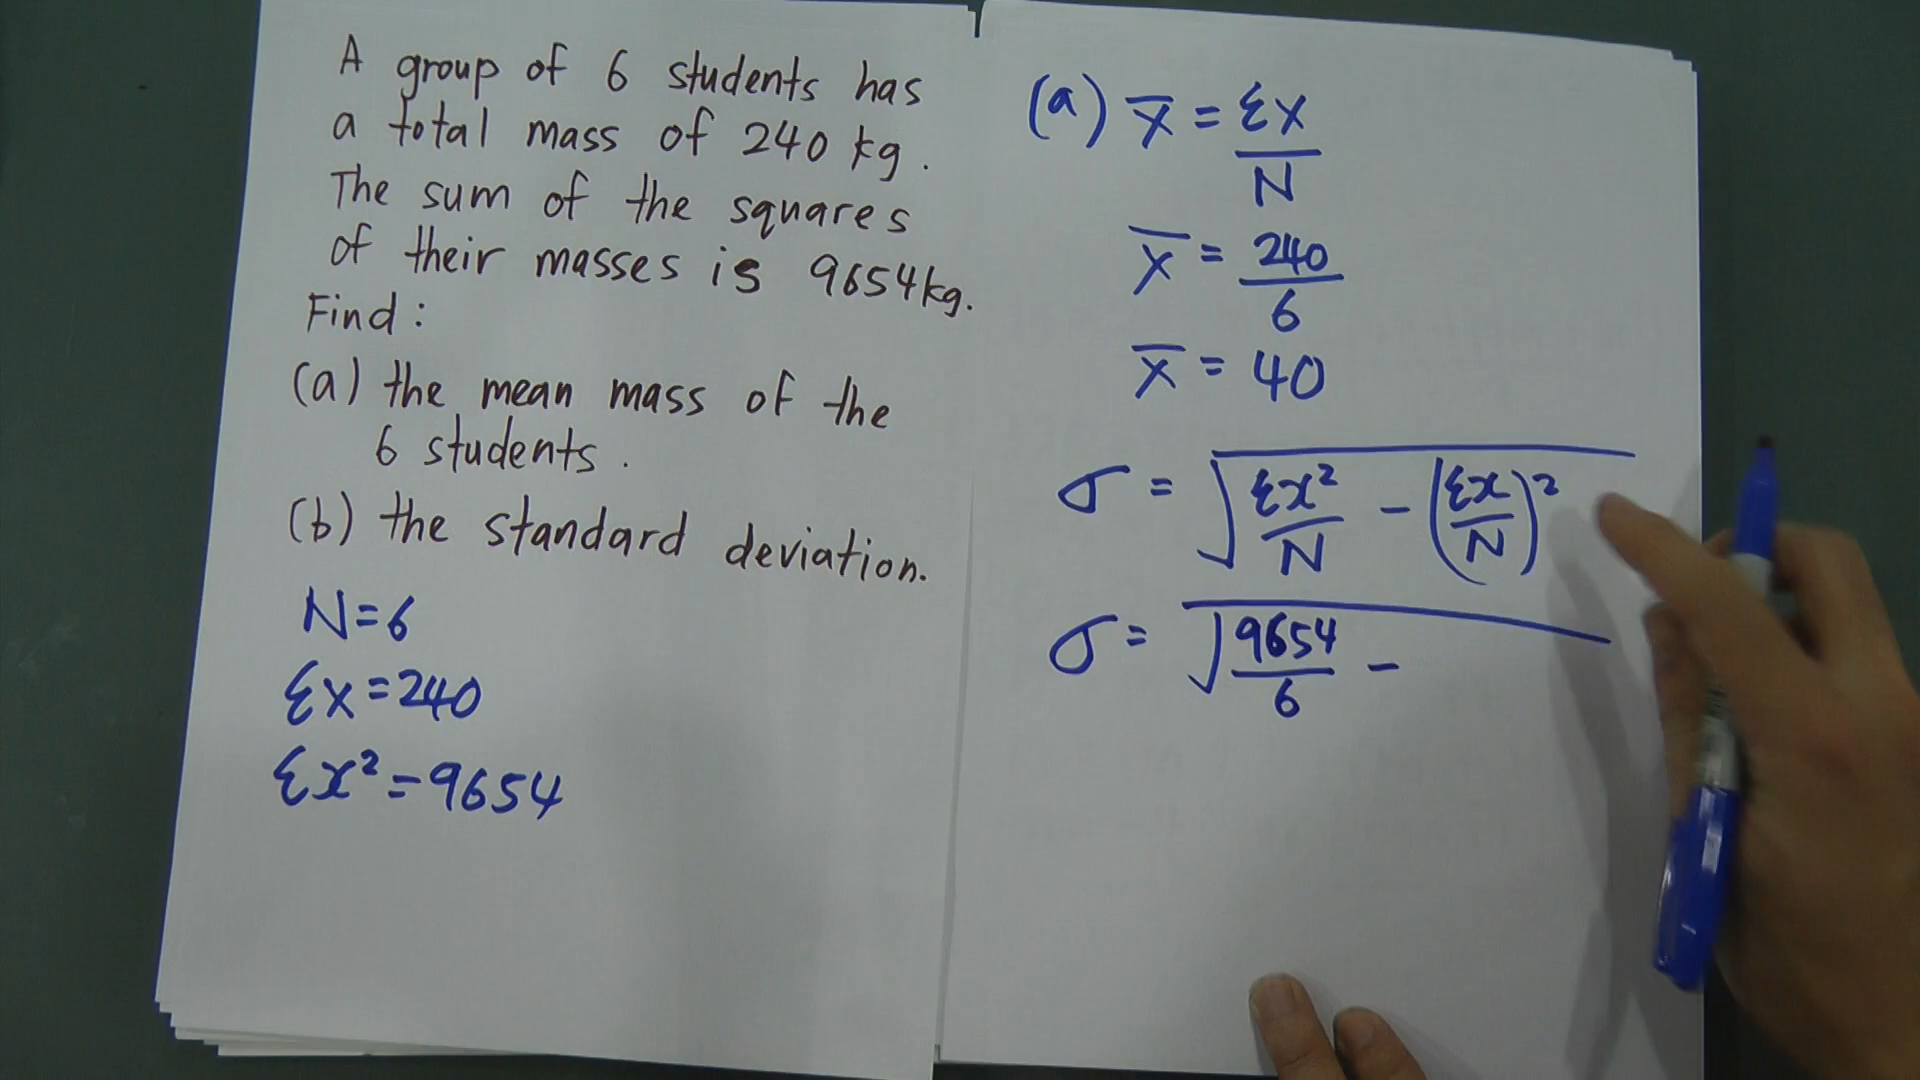 A group of 6 students has
a total mass of 240 kg.
The sum of the squares
of their masses is 9654kg.
Find:
(a) the mean mass of the
6 students.
(b) the standard deviation.
N=6
Σx=240
Σx²=9654
(a) x̄ = Σx/N
x̄ = 240/6
x̄ = 40
σ = √(Σx²/N - (Σx/N)²)
σ = √(9654/6 -